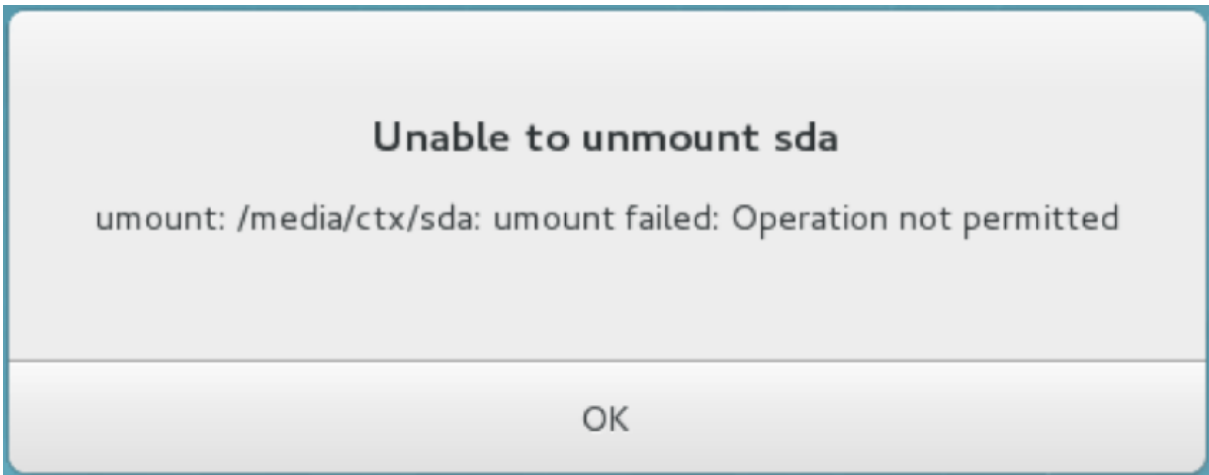 Unable to unmount sda
umount: /media/ctx/sda: umount failed: Operation not permitted
OK